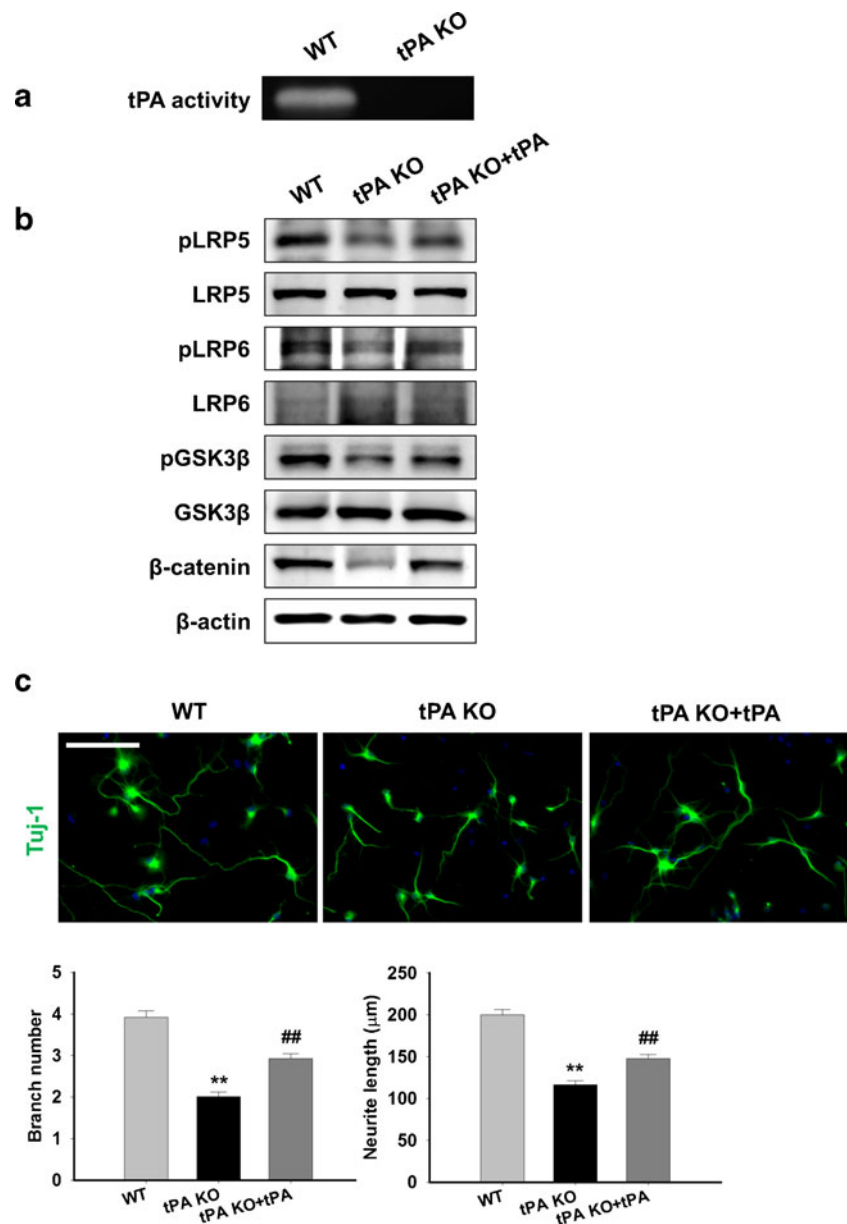 WT tPA KO
a tPA activity
WT tPA KO tPA KO+tPA
b
pLRP5
LRP5
pLRP6
LRP6
pGSK3β
GSK3β
β-catenin
β-actin
c
WT tPA KO tPA KO+tPA
Tuj-1
Branch number
5
4
3
2
1
0
**
##
WT tPA KO tPA KO+tPA
Neurite length (μm)
250
200
150
100
50
0
**
##
WT tPA KO tPA KO+tPA